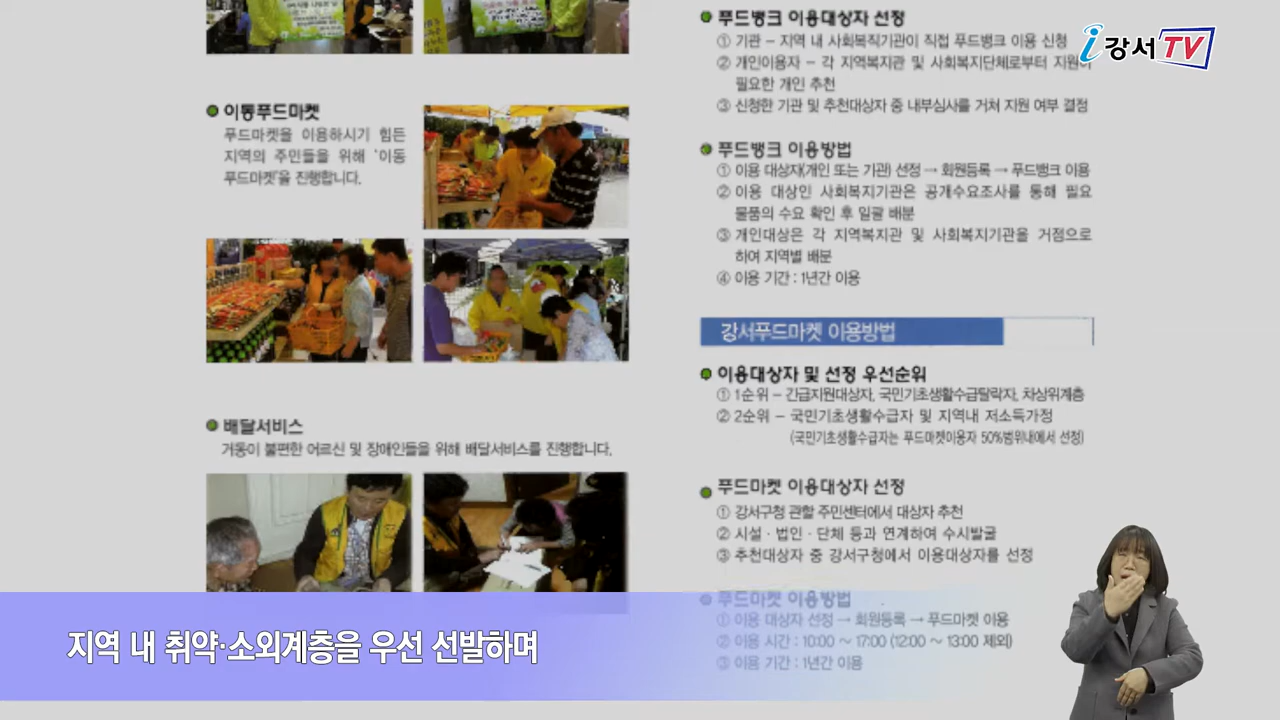 이동푸드마켓
푸드마켓을 이용하시기 힘든
지역의 주민들을 위해 '이동
푸드마켓'을 진행합니다.
배달서비스
거동이 불편한 어르신 및 장애인들을 위해 배달서비스를 진행합니다.
푸드뱅크 이용대상자 선정
① 기관 – 지역 내 사회복직기관이 직접 푸드뱅크 이용 신청
② 개인이용자 – 각 지역복지관 및 사회복지단체로부터 지원이
필요한 개인 추천
③ 신청한 기관 및 추천대상자 중 내부심사를 거쳐 지원 여부 결정
푸드뱅크 이용방법
① 이용 대상자(개인 또는 기관) 선정 → 회원등록 → 푸드뱅크 이용
② 이용 대상인 사회복지기관은 공개수요조사를 통해 필요
물품의 수요 확인 후 일괄 배분
③ 개인대상은 각 지역복지관 및 사회복지기관을 거점으로
하여 지역별 배분
④ 이용 기간 : 1년간 이용
강서푸드마켓 이용방법
이용대상자 및 선정 우선순위
① 1순위 – 긴급지원대상자, 국민기초생활수급탈락자, 차상위계층
② 2순위 – 국민기초생활수급자 및 지역내 저소득가정
(국민기초생활수급자는 푸드마켓이용자 50%범위내에서 선정)
푸드마켓 이용대상자 선정
① 강서구청 관할 주민센터에서 대상자 추천
② 시설 · 법인 · 단체 등과 연계하여 수시발굴
③ 추천대상자 중 강서구청에서 이용대상자를 선정
푸드마켓 이용방법
① 이용 대상자 선정 → 회원등록 → 푸드마켓 이용
② 이용 시간 : 10:00 ~ 17:00 (12:00 ~ 13:00 제외)
③ 이용 기간 : 1년간 이용
i강서TV
지역 내 취약·소외계층을 우선 선발하며